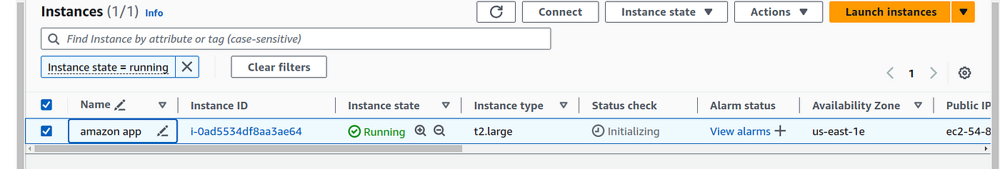 Instances (1/1) Info
Connect
Instance state
Actions
Launch instances
Find Instance by attribute or tag (case-sensitive)
Instance state = running
Clear filters
1
Name Instance ID Instance state Instance type Status check Alarm status Availability Zone Public IP
amazon app i-0ad5534df8aa3ae64 Running t2.large Initializing View alarms us-east-1e ec2-54-8